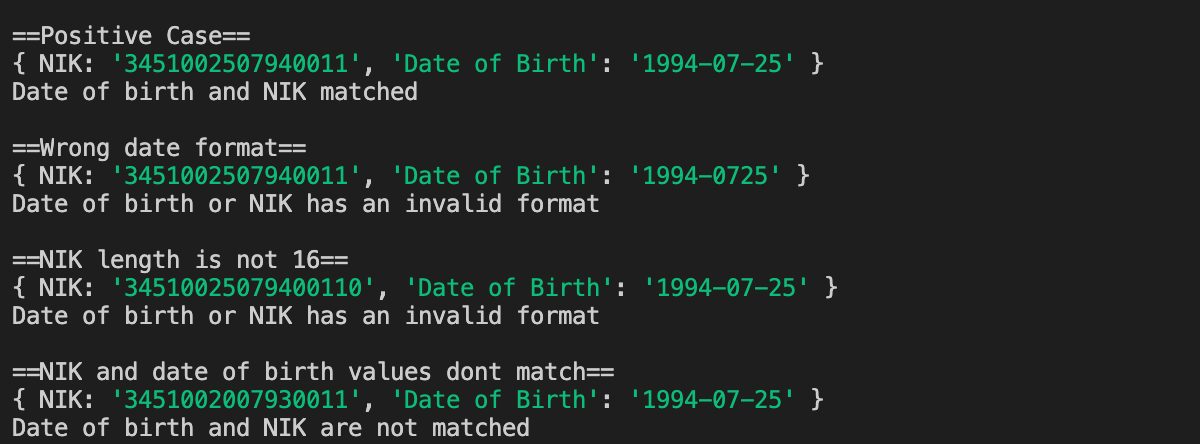 ==Positive Case==
{ NIK: '3451002507940011', 'Date of Birth': '1994-07-25' }
Date of birth and NIK matched
==Wrong date format==
{ NIK: '3451002507940011', 'Date of Birth': '1994-0725' }
Date of birth or NIK has an invalid format
==NIK length is not 16==
{ NIK: '34510025079400110', 'Date of Birth': '1994-07-25' }
Date of birth or NIK has an invalid format
==NIK and date of birth values dont match==
{ NIK: '3451002007930011', 'Date of Birth': '1994-07-25' }
Date of birth and NIK are not matched